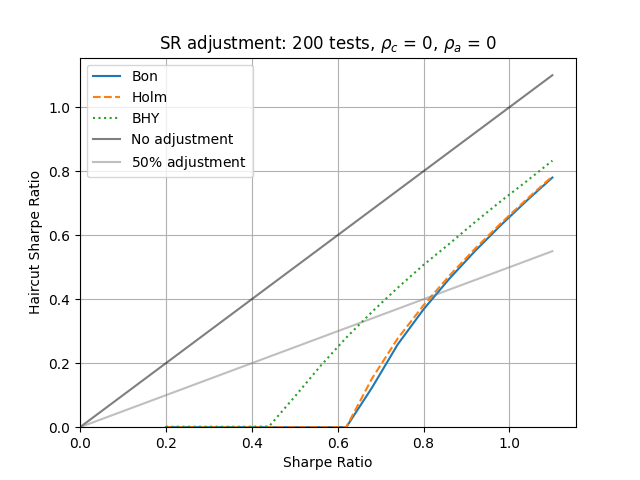 SR adjustment: 200 tests, ρc = 0, ρa = 0
Bon
Holm
BHY
No adjustment
50% adjustment
Haircut Sharpe Ratio
1.0
0.8
0.6
0.4
0.2
0.0
0.0 0.2 0.4 0.6 0.8 1.0
Sharpe Ratio